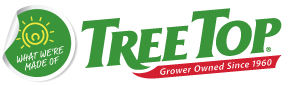 WHAT WE'RE
MADE OF
TREE TOP®
Grower Owned Since 1960